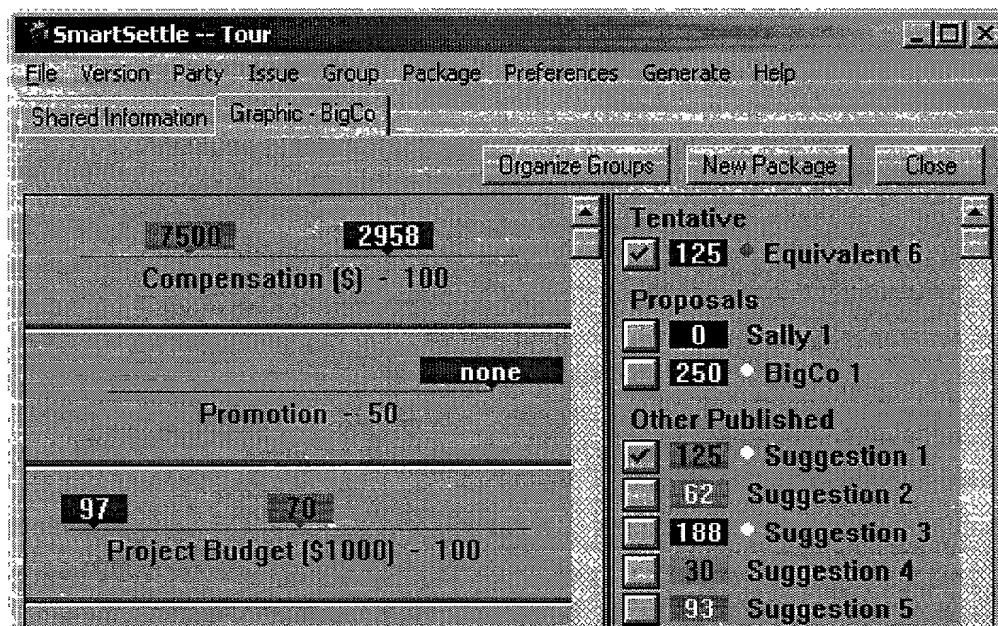 SmartSettle -- Tour
File Version Party Issue Group Package Preferences Generate Help
Shared Information Graphic - BigCo
Organize Groups New Package Close
7500 2958
Compensation ($) - 100
none
Promotion - 50
97 70
Project Budget ($1000) - 100
Tentative
125 Equivalent 6
Proposals
0 Sally 1
250 BigCo 1
Other Published
125 Suggestion 1
62 Suggestion 2
188 Suggestion 3
30 Suggestion 4
93 Suggestion 5